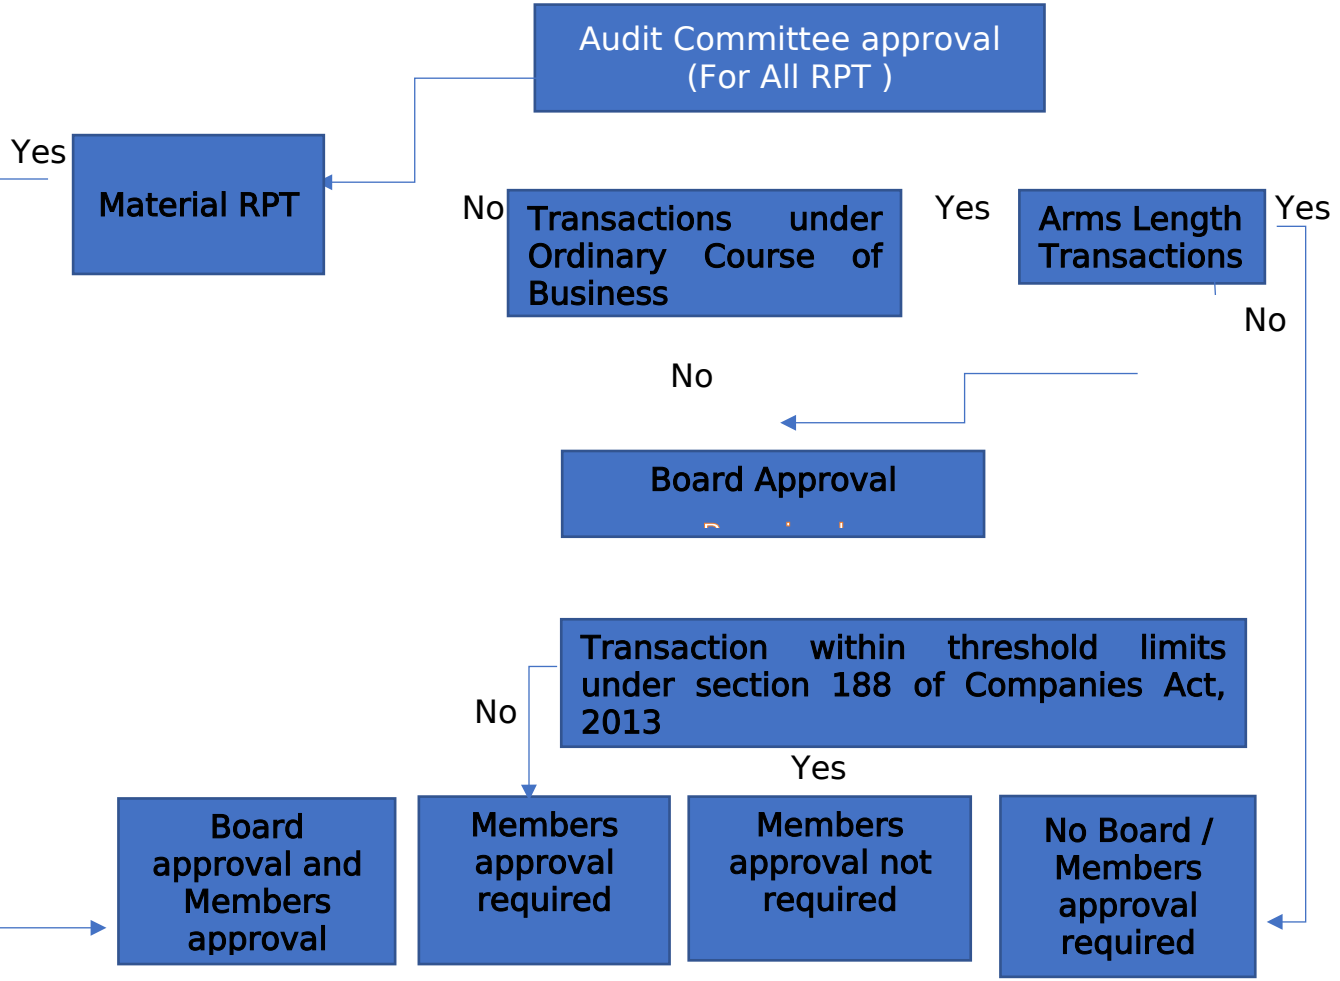 Audit Committee approval
(For All RPT )
Yes
Material RPT
No
Transactions under
Ordinary Course of
Business
Yes
Arms Length
Transactions
Yes
No
No
Board Approval
Transaction within threshold limits
under section 188 of Companies Act,
2013
No
Yes
Board
approval and
Members
approval
Members
approval
required
Members
approval not
required
No Board /
Members
approval
required